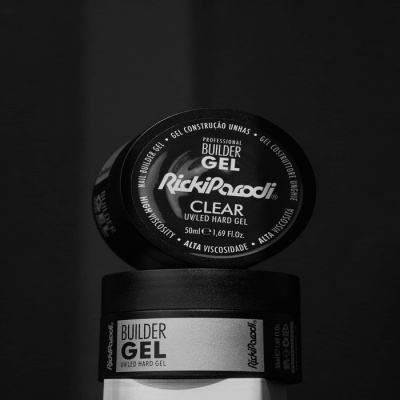 NAIL BUILDER GEL • GEL CONSTRUÇÃO UNHAS • GEL COSTRUTTORE UNGHIE
PROFESSIONAL
BUILDER
GEL
RickiParodi®
CLEAR
UV/LED HARD GEL
50ml ℮ 1,69 Fl.Oz.
HIGH VISCOSITY • ALTA VISCOSIDADE • ALTA VISCOSITÀ
RickiParodi
BUILDER
GEL
UV/LED HARD GEL
RickiParodi